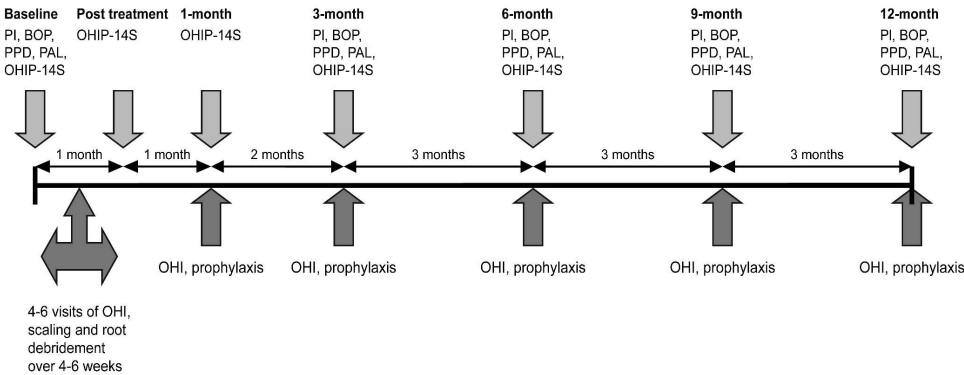 Baseline
PI, BOP,
PPD, PAL,
OHIP-14S
Post treatment
OHIP-14S
1-month
OHIP-14S
3-month
PI, BOP,
PPD, PAL,
OHIP-14S
6-month
PI, BOP,
PPD, PAL,
OHIP-14S
9-month
PI, BOP,
PPD, PAL,
OHIP-14S
12-month
PI, BOP,
PPD, PAL,
OHIP-14S
1 month
1 month
2 months
3 months
3 months
3 months
OHI, prophylaxis
OHI, prophylaxis
OHI, prophylaxis
OHI, prophylaxis
OHI, prophylaxis
4-6 visits of OHI,
scaling and root
debridement
over 4-6 weeks